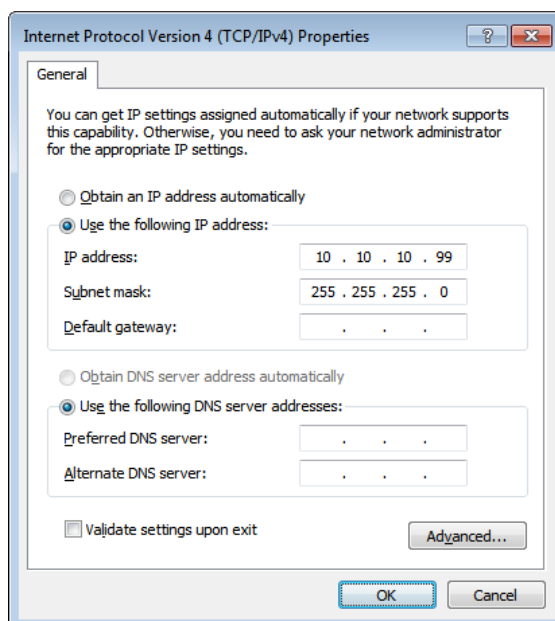 Internet Protocol Version 4 (TCP/IPv4) Properties
?
General
You can get IP settings assigned automatically if your network supports
this capability. Otherwise, you need to ask your network administrator
for the appropriate IP settings.
Obtain an IP address automatically
Use the following IP address:
IP address: 10 . 10 . 10 . 99
Subnet mask: 255 . 255 . 255 . 0
Default gateway: . . .
Obtain DNS server address automatically
Use the following DNS server addresses:
Preferred DNS server: . . .
Alternate DNS server: . . .
Validate settings upon exit
Advanced...
OK Cancel